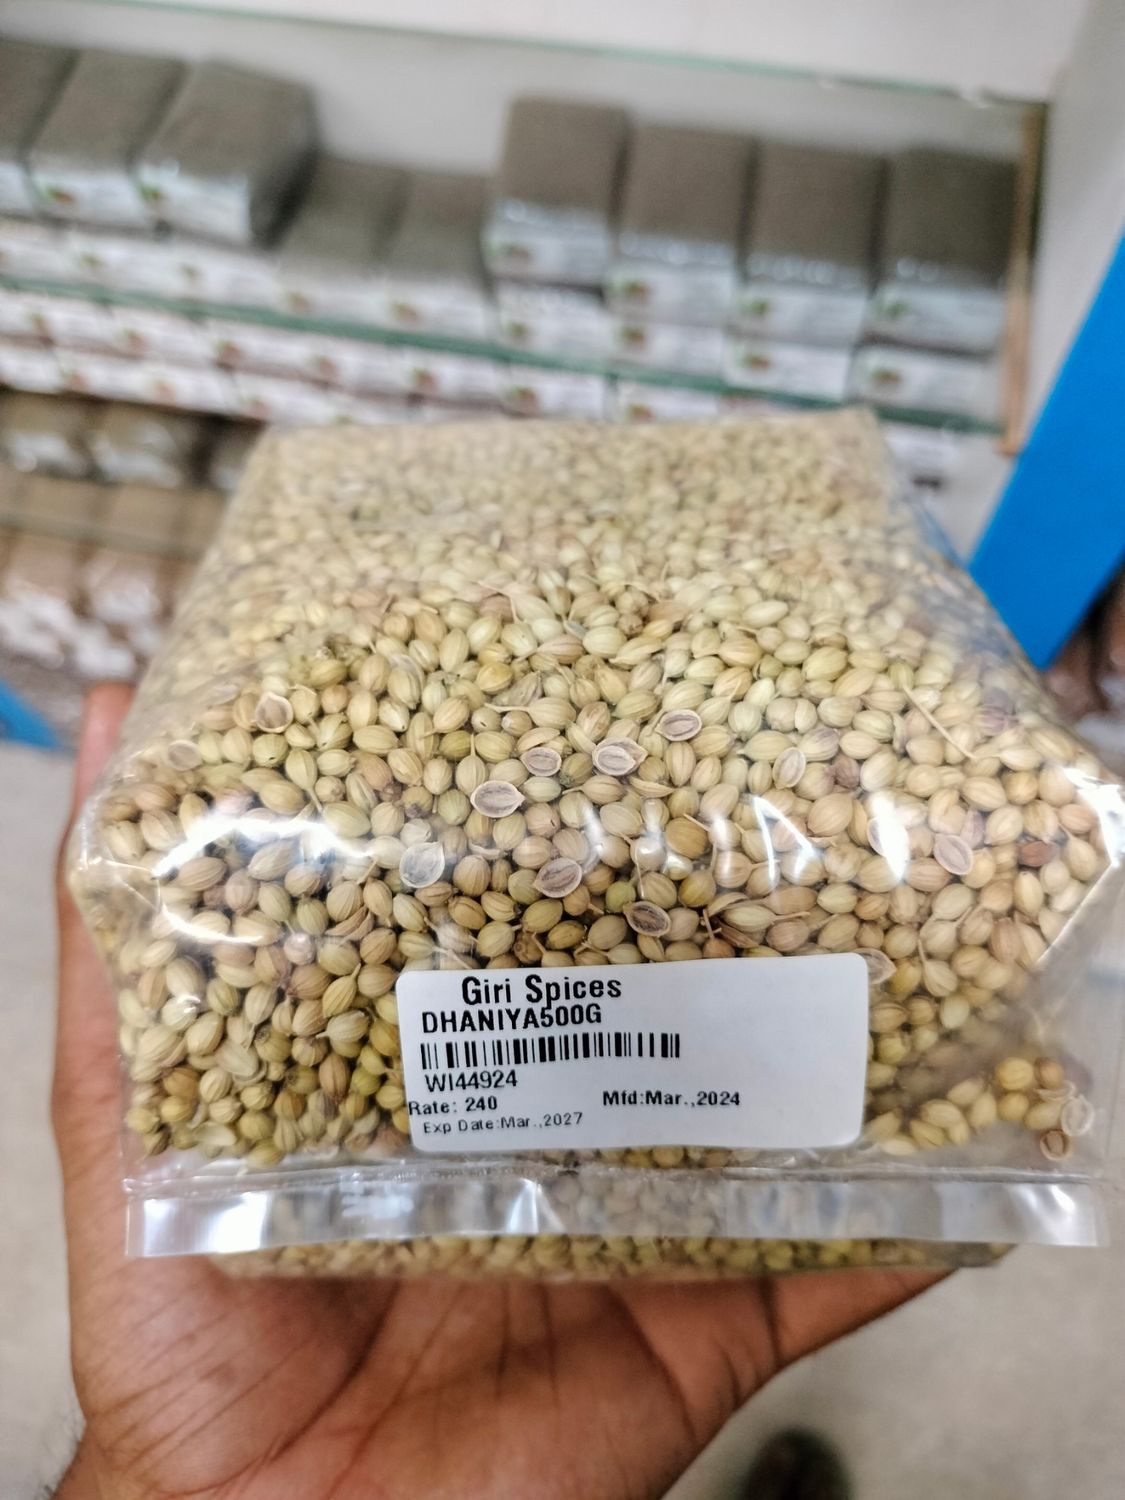 Giri Spices
DHANIYA500G
WI44924
Rate: 240 Mfd:Mar.,2024
Exp Date:Mar.,2027